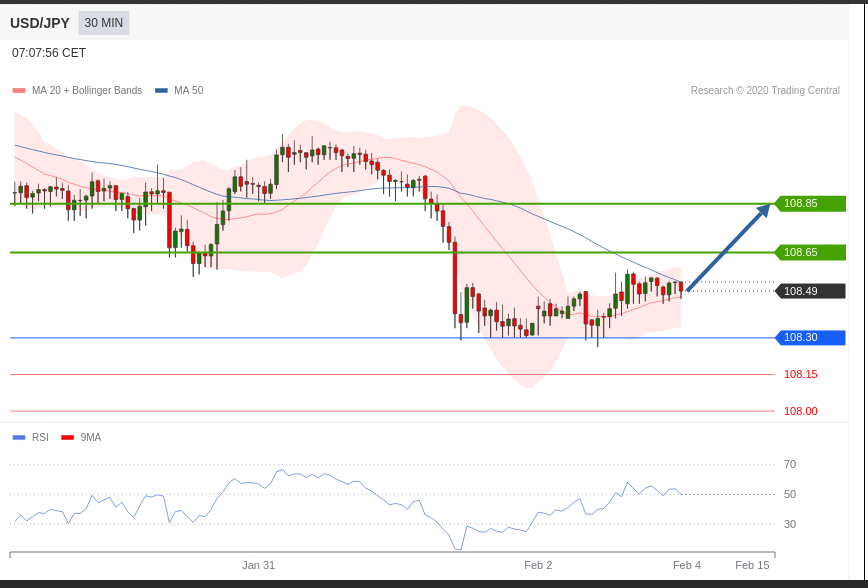 USD/JPY 30 MIN
07:07:56 CET
MA 20 + Bollinger Bands MA 50 Research © 2020 Trading Central
108.85
108.65
108.49
108.30
108.15
108.00
RSI 9MA
70
50
30
Jan 31 Feb 2 Feb 4 Feb 15